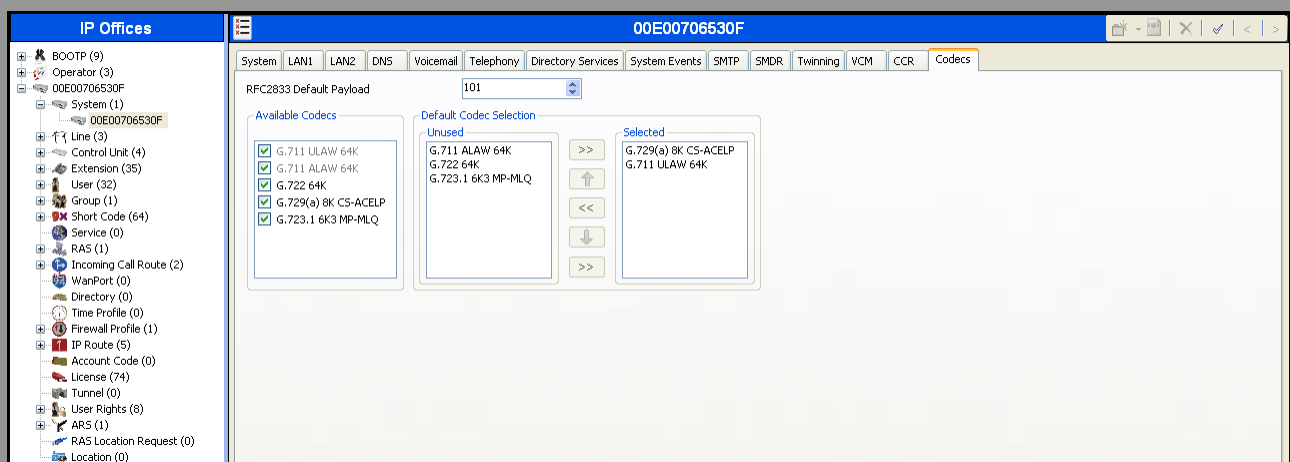 IP Offices
00E00706530F
BOOTP (9)
Operator (3)
00E00706530F
System (1)
00E00706530F
Line (3)
Control Unit (4)
Extension (35)
User (32)
Group (1)
Short Code (64)
Service (0)
RAS (1)
Incoming Call Route (2)
WanPort (0)
Directory (0)
Time Profile (0)
Firewall Profile (1)
IP Route (5)
Account Code (0)
License (74)
Tunnel (0)
User Rights (8)
ARS (1)
RAS Location Request (0)
Location (0)
System LAN1 LAN2 DNS Voicemail Telephony Directory Services System Events SMTP SMDR Twinning VCM CCR Codecs
RFC2833 Default Payload 101
Available Codecs
G.711 ULAW 64K
G.711 ALAW 64K
G.722 64K
G.729(a) 8K CS-ACELP
G.723.1 6K3 MP-MLQ
Default Codec Selection
Unused
G.711 ALAW 64K
G.722 64K
G.723.1 6K3 MP-MLQ
>>
<<
>>
Selected
G.729(a) 8K CS-ACELP
G.711 ULAW 64K